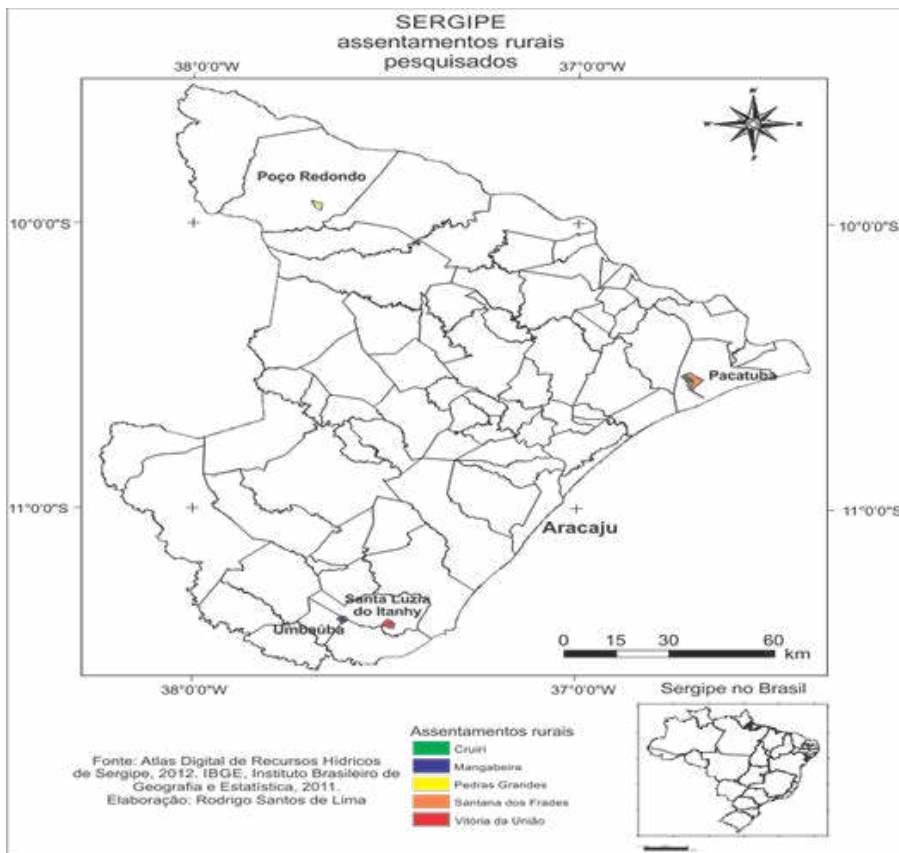 SERGIPE
assentamentos rurais
pesquisados
38°0'0"W
37°0'0"W
N
W
E
Poço Redondo
10°0'0"S
10°0'0"S
Pacatuba
11°0'0"S
11°0'0"S
Aracaju
Santa Luzia
do Itanhy
Umbaúba
0 15 30 60
km
38°0'0"W
37°0'0"W
Sergipe no Brasil
Assentamentos rurais
Cruiri
Mangabeira
Pedras Grandes
Santana dos Frades
Vitória da União
Fonte: Atlas Digital de Recursos Hídricos
de Sergipe, 2012. IBGE, Instituto Brasileiro de
Geografia e Estatística, 2011.
Elaboração: Rodrigo Santos de Lima